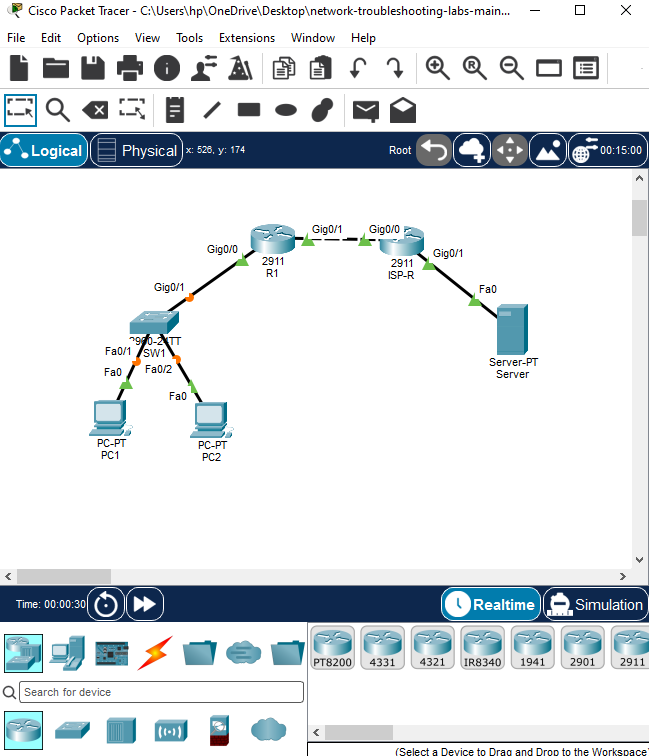 Cisco Packet Tracer - C:\Users\hp\OneDrive\Desktop\network-troubleshooting-labs-main...
File Edit Options View Tools Extensions Window Help
Logical Physical x: 526, y: 174 Root 00:15:00
Gig0/1 Gig0/0
Gig0/0 2911 2911 Gig0/1
R1 ISP-R
Gig0/1 Fa0
2960-24TT
Fa0/1 SW1
Fa0 Fa0/2
Server-PT
Server
Fa0
PC-PT PC-PT
PC1 PC2
Time: 00:00:30 Realtime Simulation
PT8200 4331 4321 IR8340 1941 2901 2911
Search for device
(Select a Device to Drag and Drop to the Workspace